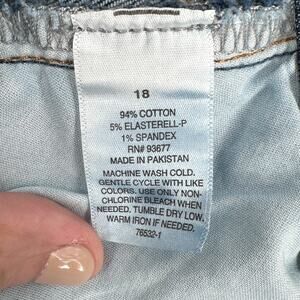 18
94% COTTON
5% ELASTERELL-P
1% SPANDEX
RN# 93677
MADE IN PAKISTAN
MACHINE WASH COLD.
GENTLE CYCLE WITH LIKE
COLORS. USE ONLY NON-
CHLORINE BLEACH WHEN
NEEDED. TUMBLE DRY LOW.
WARM IRON IF NEEDED.
76532-1